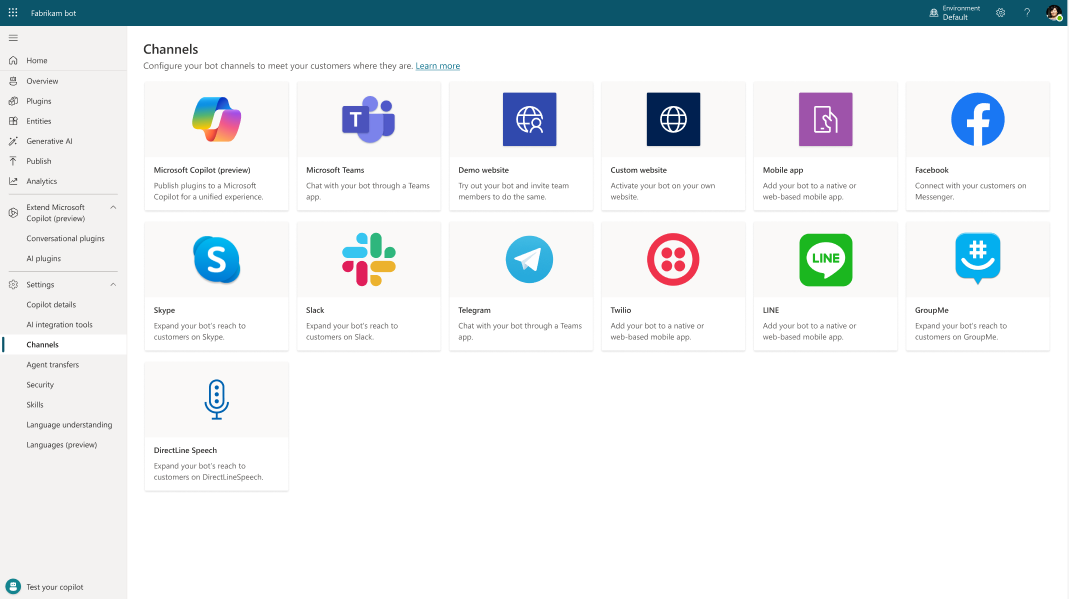 Fabrikam bot
Environment
Default
?
Home
Overview
Plugins
Entities
Generative AI
Publish
Analytics
Extend Microsoft
Copilot (preview)
Conversational plugins
AI plugins
Settings
Copilot details
AI integration tools
Channels
Agent transfers
Security
Skills
Language understanding
Languages (preview)
Test your copilot
Channels
Configure your bot channels to meet your customers where they are. Learn more
Microsoft Copilot (preview)
Publish plugins to a Microsoft
Copilot for a unified experience.
T
Microsoft Teams
Chat with your bot through a Teams
app.
Demo website
Try out your bot and invite team
members to do the same.
Custom website
Activate your bot on your own
website.
Mobile app
Add your bot to a native or
web-based mobile app.
f
Facebook
Connect with your customers on
Messenger.
S
Skype
Expand your bot's reach to
customers on Skype.
Slack
Expand your bot's reach to
customers on Slack.
Telegram
Chat with your bot through a Teams
app.
Twilio
Add your bot to a native or
web-based mobile app.
LINE
LINE
Add your bot to a native or
web-based mobile app.
#
GroupMe
Expand your bot's reach to
customers on GroupMe.
DirectLine Speech
Expand your bot's reach to
customers on DirectLineSpeech.